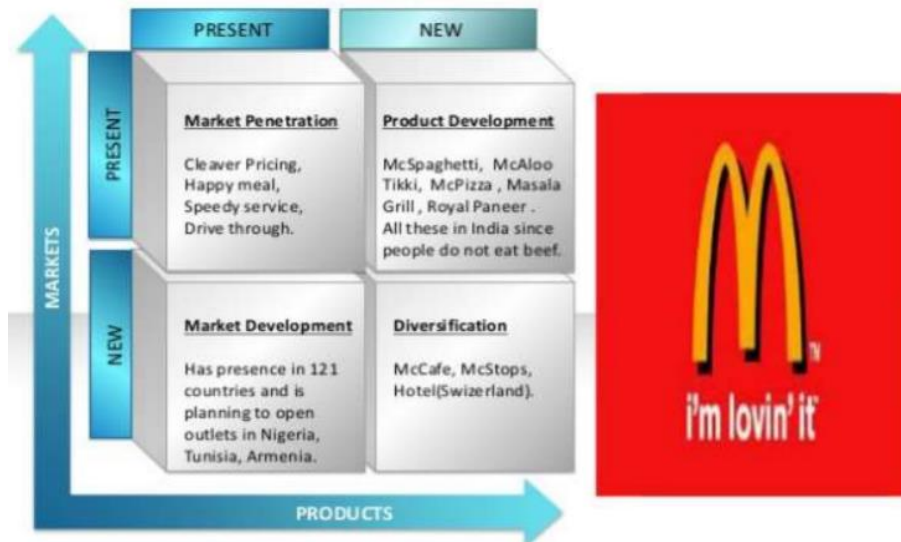 PRESENT
NEW
PRESENT
Market Penetration
Cleaver Pricing,
Happy meal,
Speedy service,
Drive through.
Product Development
McSpaghetti, McAloo
Tikki, McPizza , Masala
Grill , Royal Paneer .
All these in India since
people do not eat beef.
MARKETS
NEW
Market Development
Has presence in 121
countries and is
planning to open
outlets in Nigeria,
Tunisia, Armenia.
Diversification
McCafe, McStops,
Hotel(Swizerland).
PRODUCTS
M
TM
i'm lovin' it